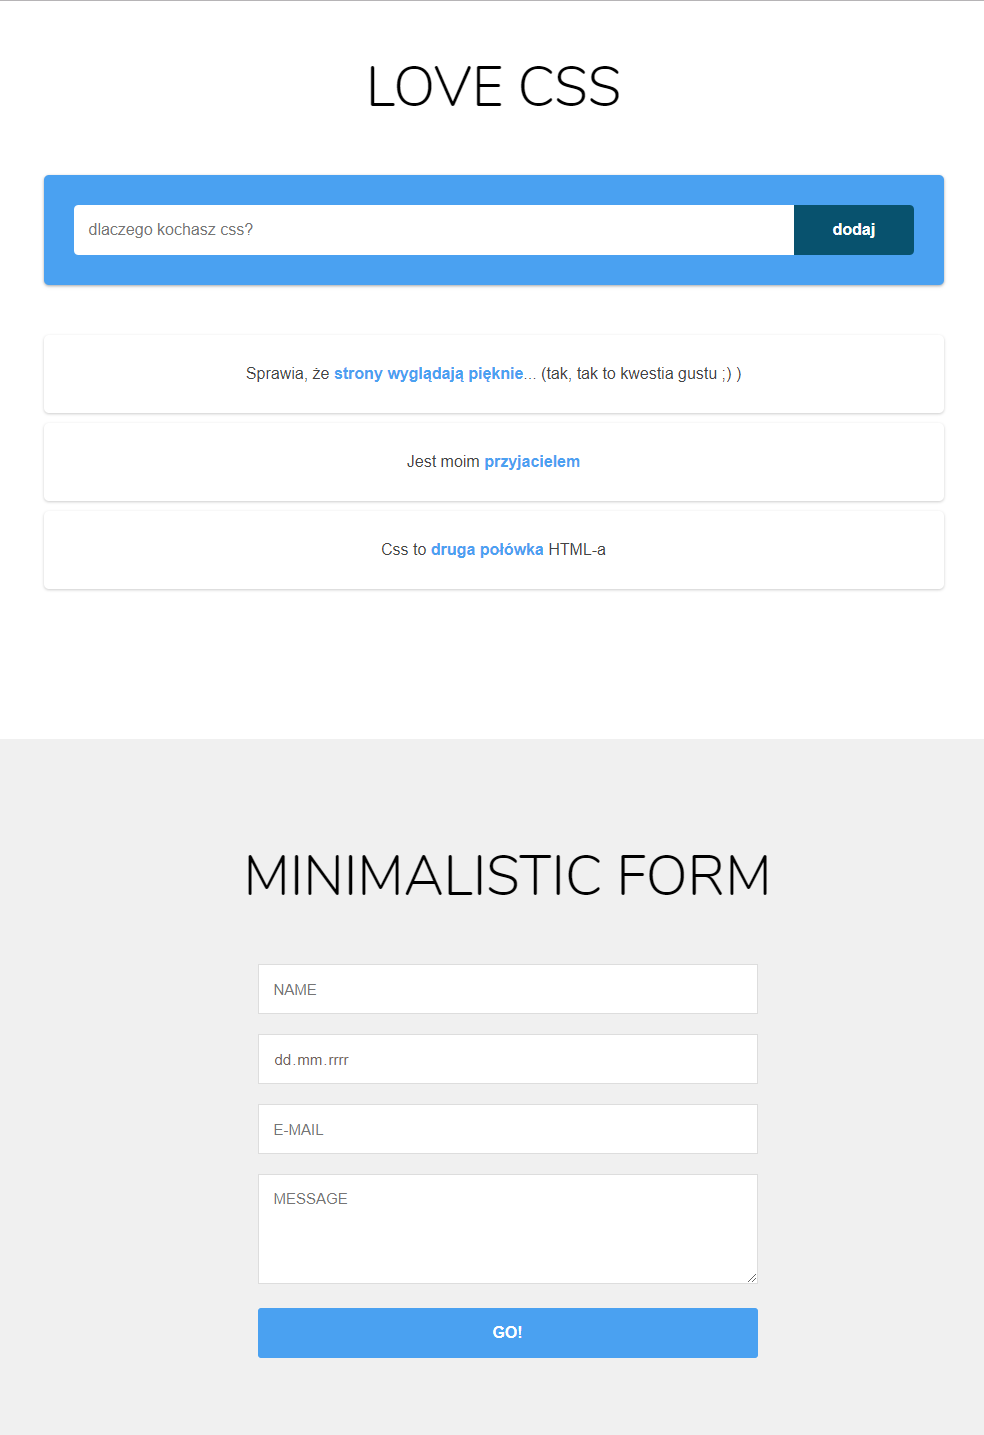 LOVE CSS
dlaczego kochasz css? dodaj
Sprawia, że strony wyglądają pięknie... (tak, tak to kwestia gustu ;) )
Jest moim przyjacielem
Css to druga połówka HTML-a
MINIMALISTIC FORM
NAME
dd.mm.rrrr
E-MAIL
MESSAGE
GO!